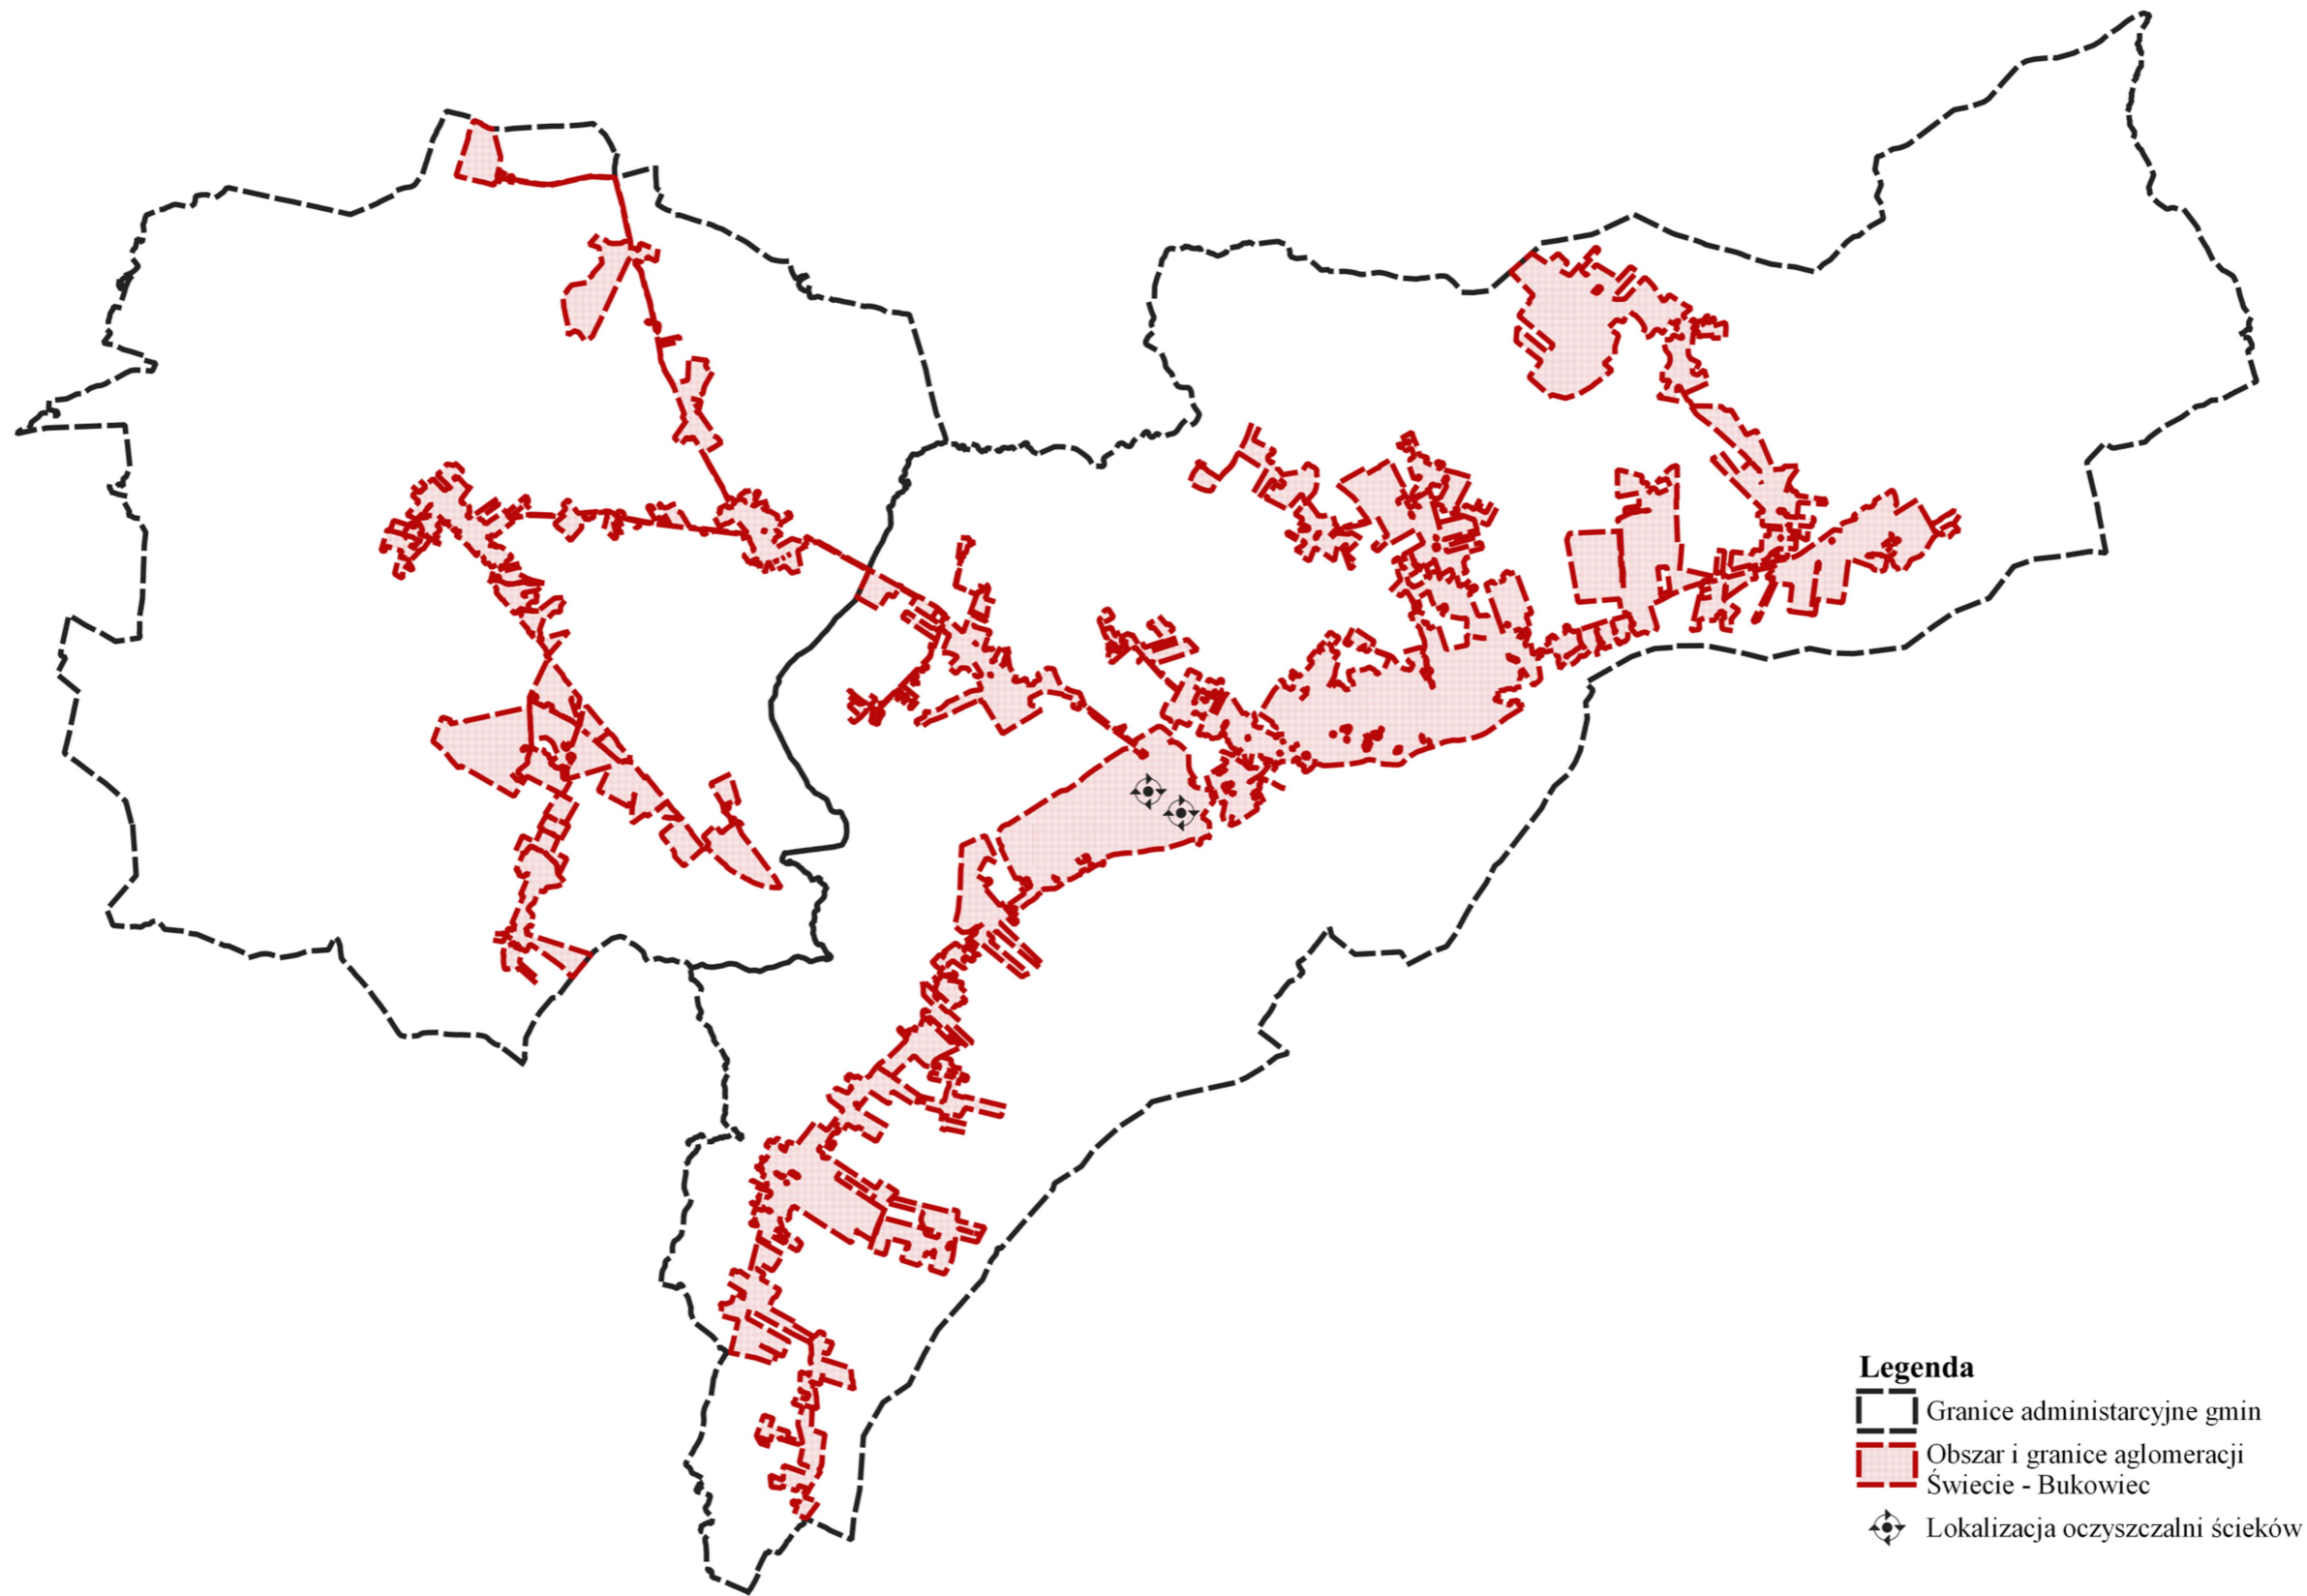 Legenda
Granice administarcyjne gmin
Obszar i granice aglomeracji
Świecie - Bukowiec
Lokalizacja oczyszczalni ścieków